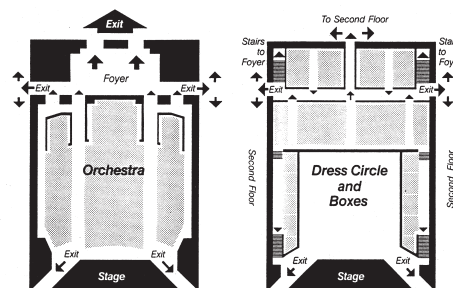 Exit
Foyer
Exit
Exit
Orchestra
Exit
Exit
Stage
To Second Floor
Stairs
to
Foyer
Stai
to
Foy
Exit
Exit
Second Floor
Second Floor
Dress Circle
and
Boxes
Exit
Exit
Stage